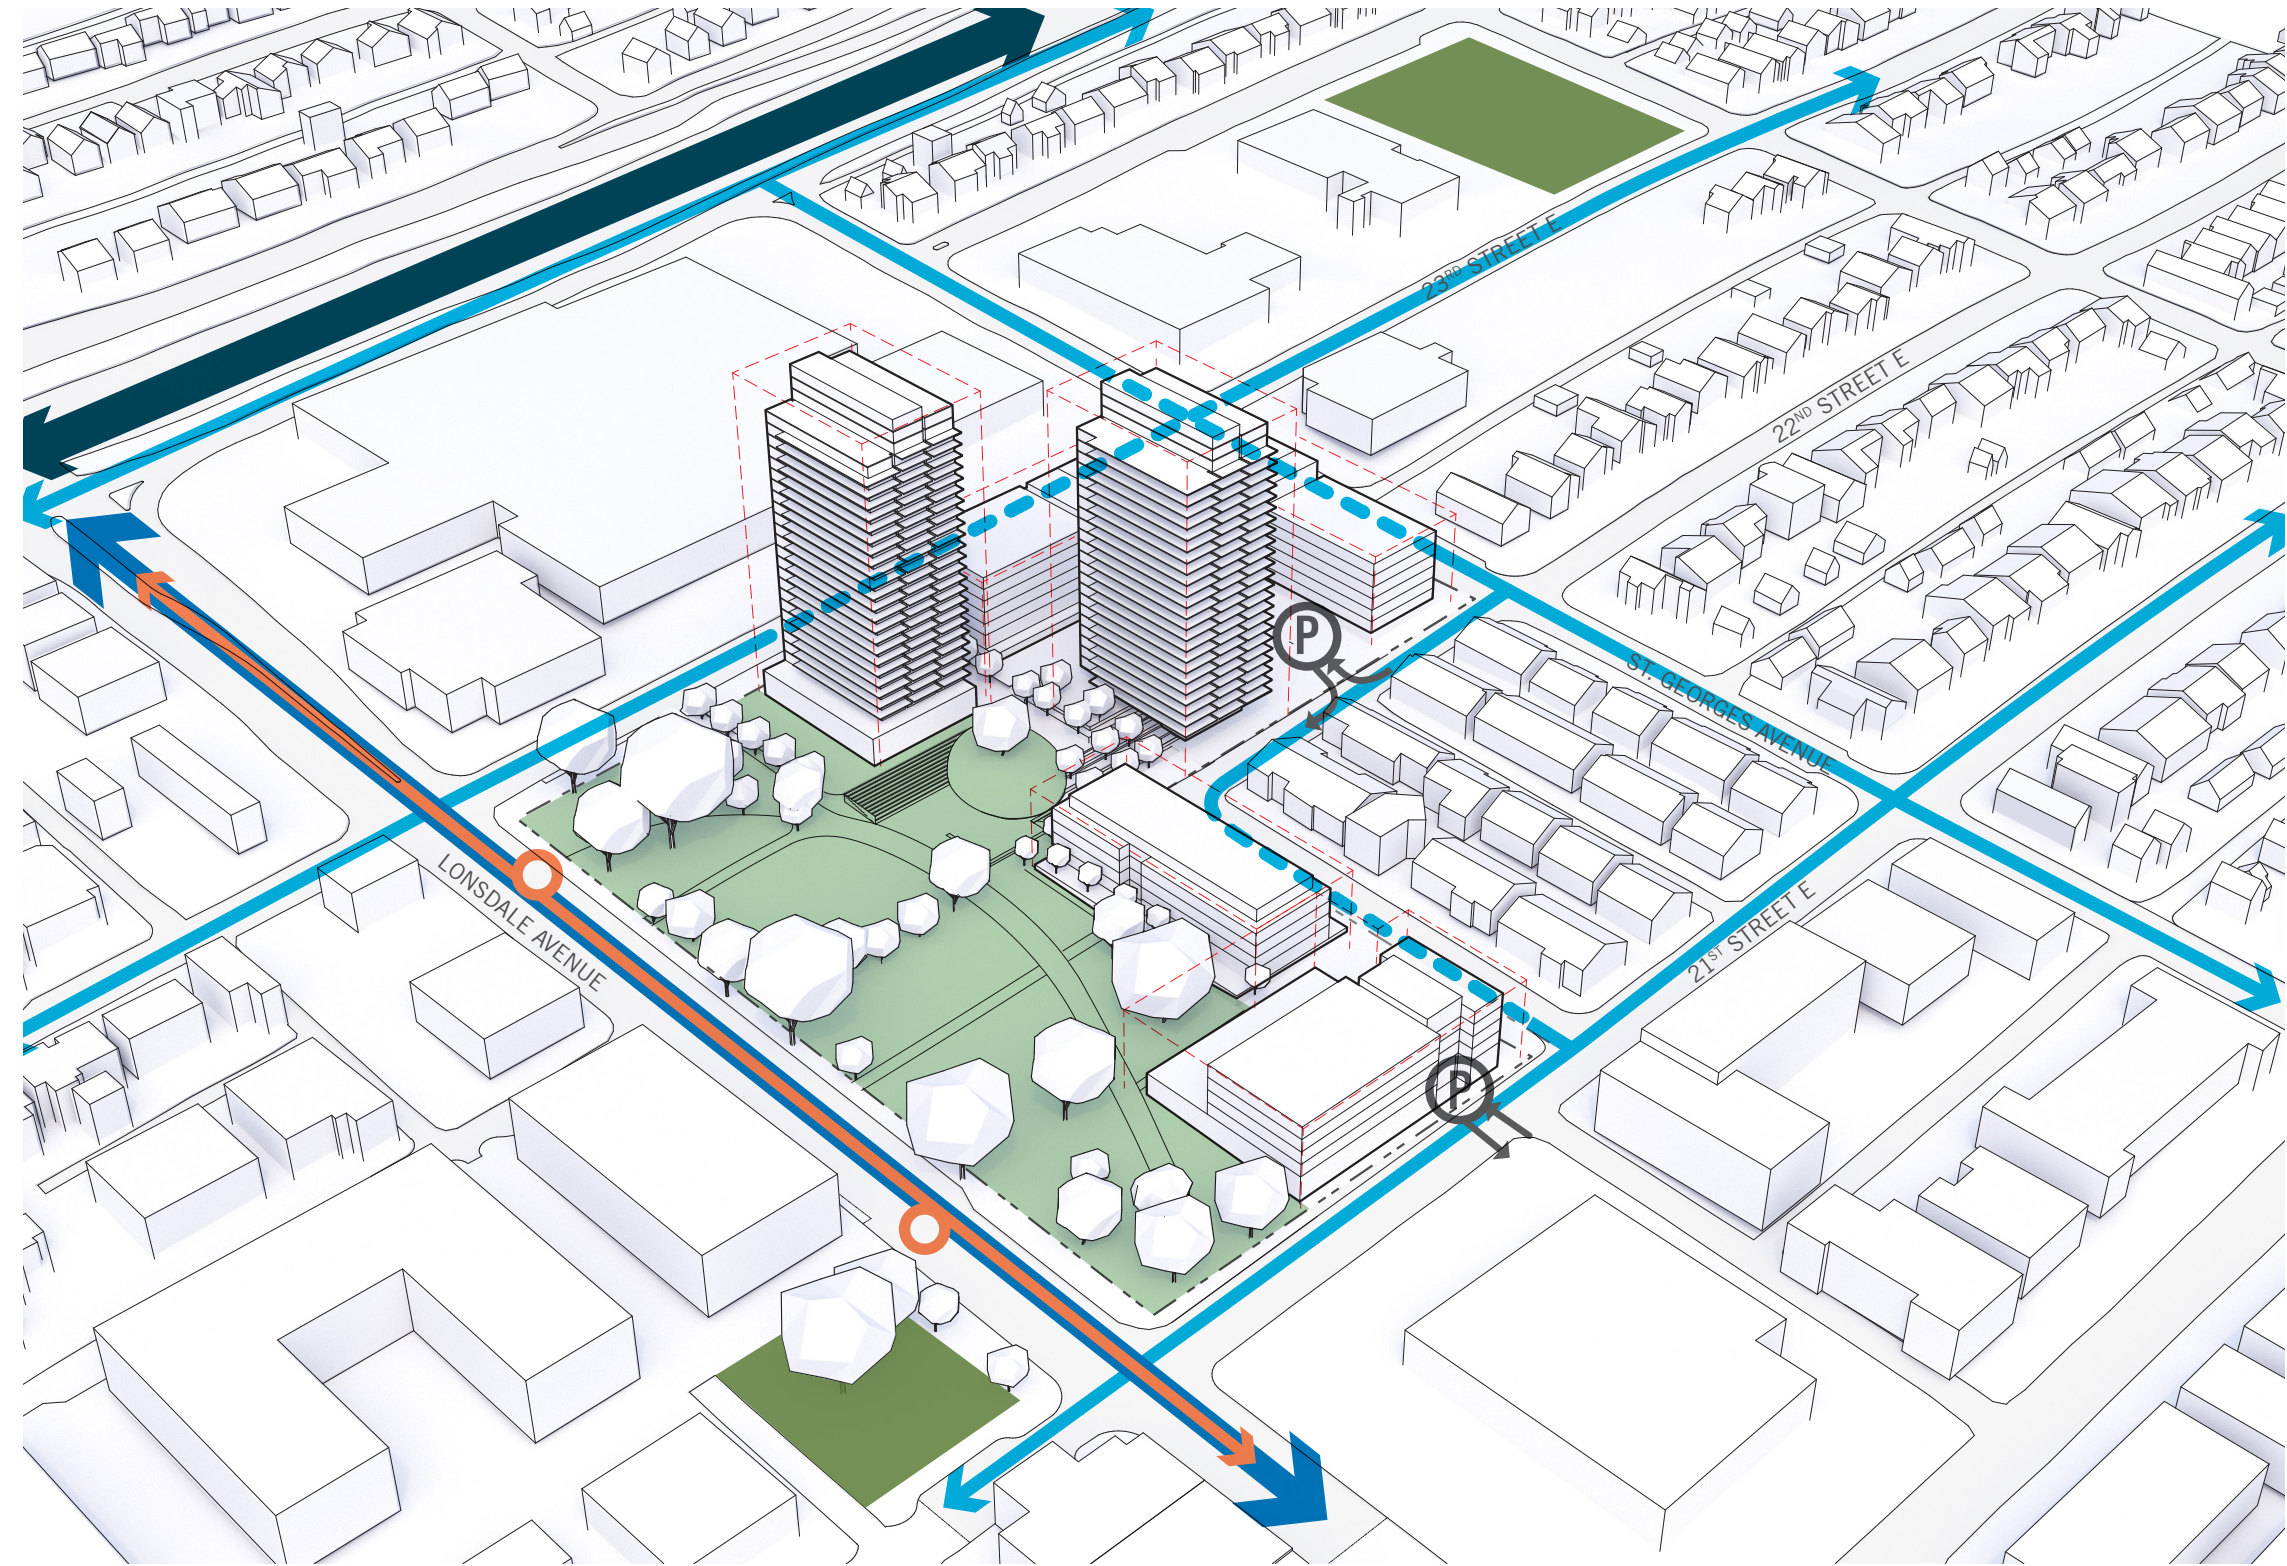 23RD STREET E
22ND STREET E
P
ST. GEORGES AVENUE
LONSDALE AVENUE
21ST STREET E
P